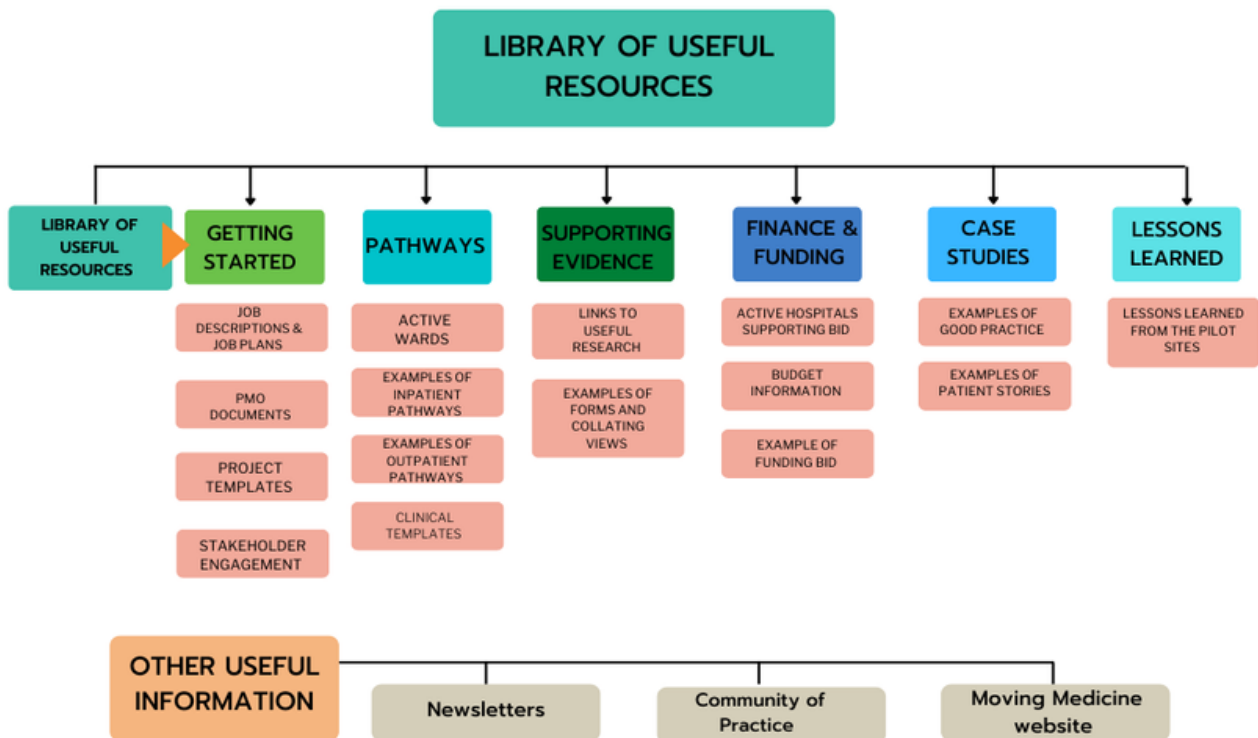 LIBRARY OF USEFUL
RESOURCES
LIBRARY OF
USEFUL
RESOURCES
GETTING
STARTED
PATHWAYS
SUPPORTING
EVIDENCE
FINANCE &
FUNDING
CASE
STUDIES
LESSONS
LEARNED
JOB
DESCRIPTIONS &
JOB PLANS
PMO
DOCUMENTS
PROJECT
TEMPLATES
STAKEHOLDER
ENGAGEMENT
ACTIVE
WARDS
EXAMPLES OF
INPATIENT
PATHWAYS
EXAMPLES OF
OUTPATIENT
PATHWAYS
CLINICAL
TEMPLATES
LINKS TO
USEFUL
RESEARCH
EXAMPLES OF
FORMS AND
COLLATING
VIEWS
ACTIVE HOSPITALS
SUPPORTING BID
BUDGET
INFORMATION
EXAMPLE OF
FUNDING BID
EXAMPLES OF
GOOD PRACTICE
EXAMPLES OF
PATIENT STORIES
LESSONS LEARNED
FROM THE PILOT
SITES
OTHER USEFUL
INFORMATION
Newsletters
Community of
Practice
Moving Medicine
website